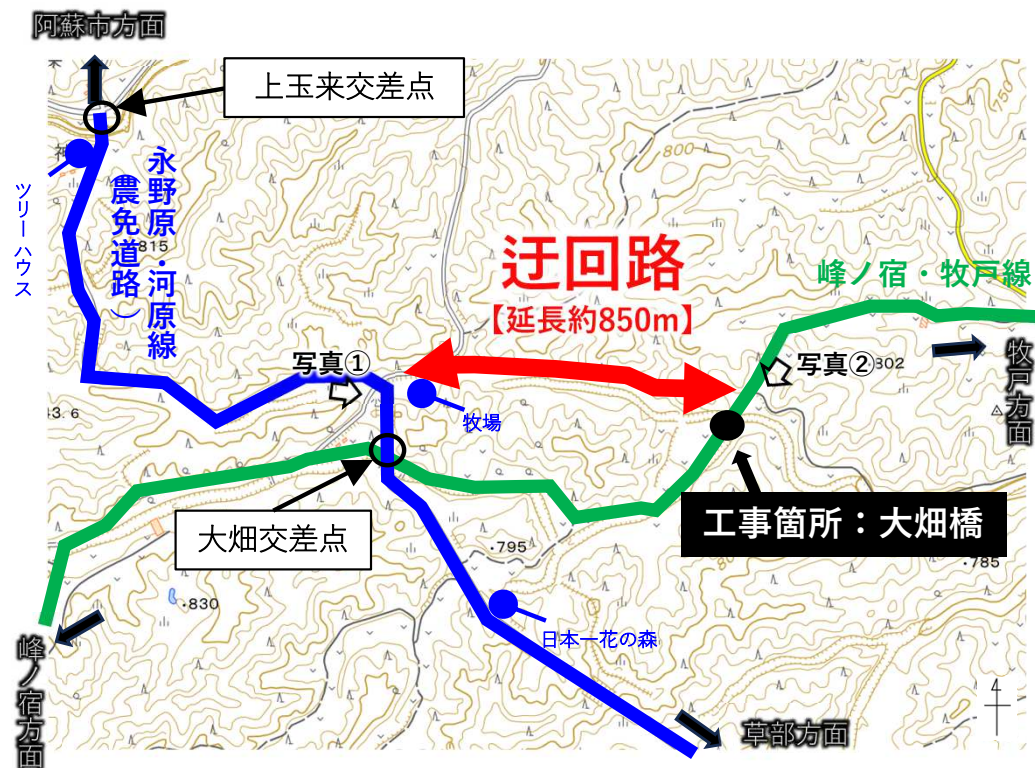 阿蘇市方面
上玉来交差点
750
800
神
永野原・河原線
（農免道路）
ツリーハウス
815
迂回路
【延長約850m】
峰ノ宿・牧戸線
写真①
写真②
802
牧戸方面
牧場
43.6
工事箇所：大畑橋
大畑交差点
795
785
830
日本一花の森
峰ノ宿方面
草部方面